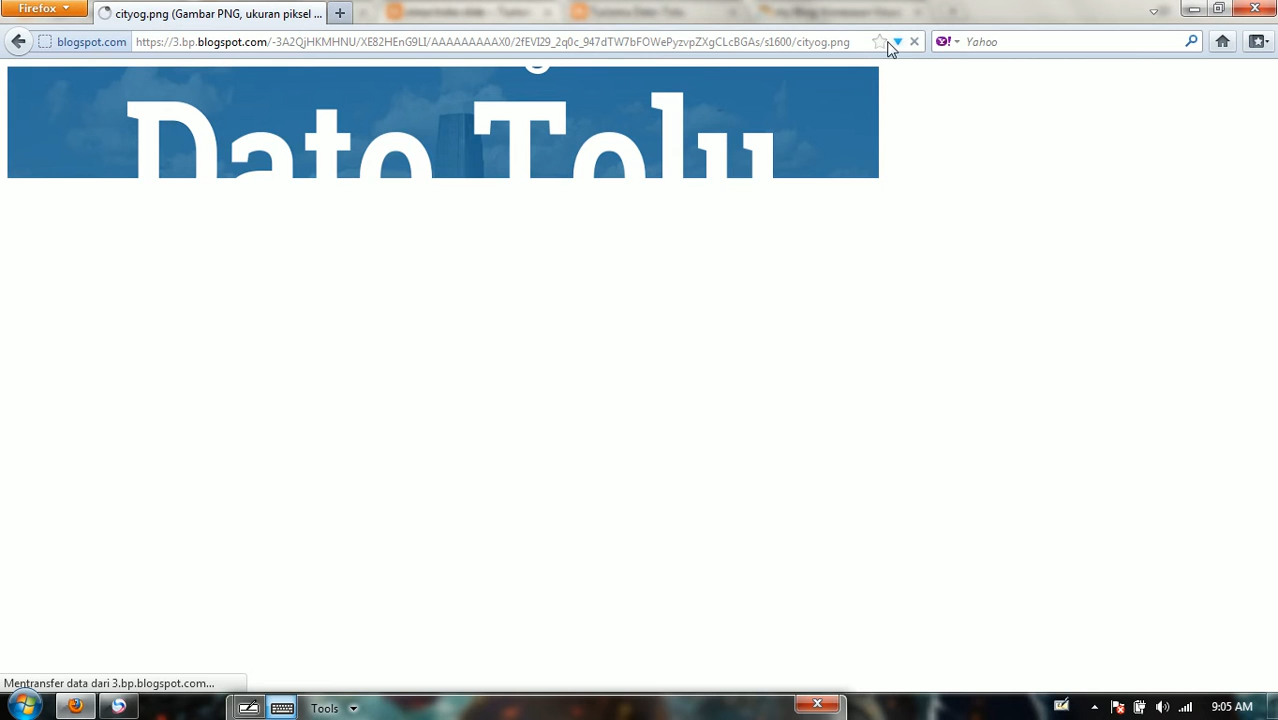 Firefox
cityog.png (Gambar PNG, ukuran piksel ...
blogspot.com
https://3.bp.blogspot.com/-3A2QjHKMHNU/XE82HEnG9LI/AAAAAAAAAX0/2fEVI29_2q0c_947dTW7bFOWePyzvpZXgCLcBGAs/s1600/cityog.png
Yahoo
Dato Tolu
Mentransfer data dari 3.bp.blogspot.com...
Tools
9:05 AM